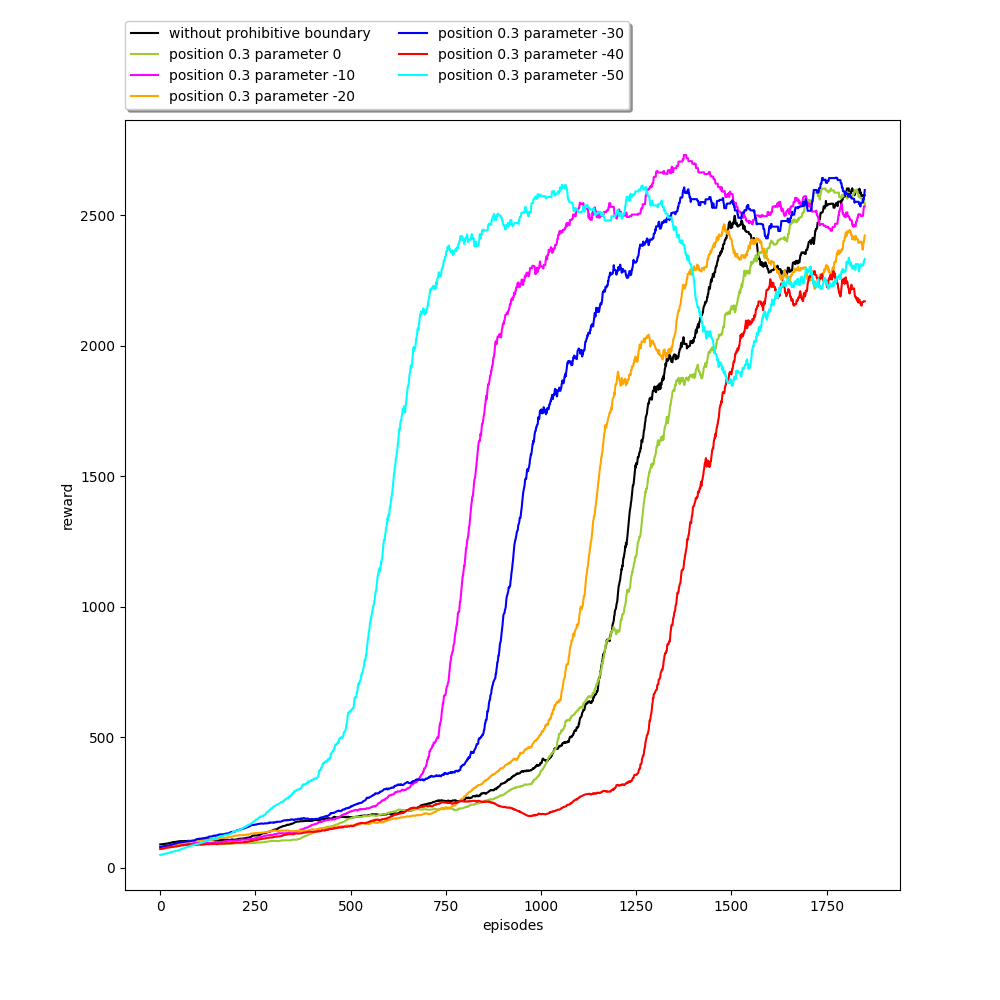 without prohibitive boundary
position 0.3 parameter 0
position 0.3 parameter -10
position 0.3 parameter -20
position 0.3 parameter -30
position 0.3 parameter -40
position 0.3 parameter -50
2500
2000
1500
1000
500
0
reward
0 250 500 750 1000 1250 1500 1750
episodes